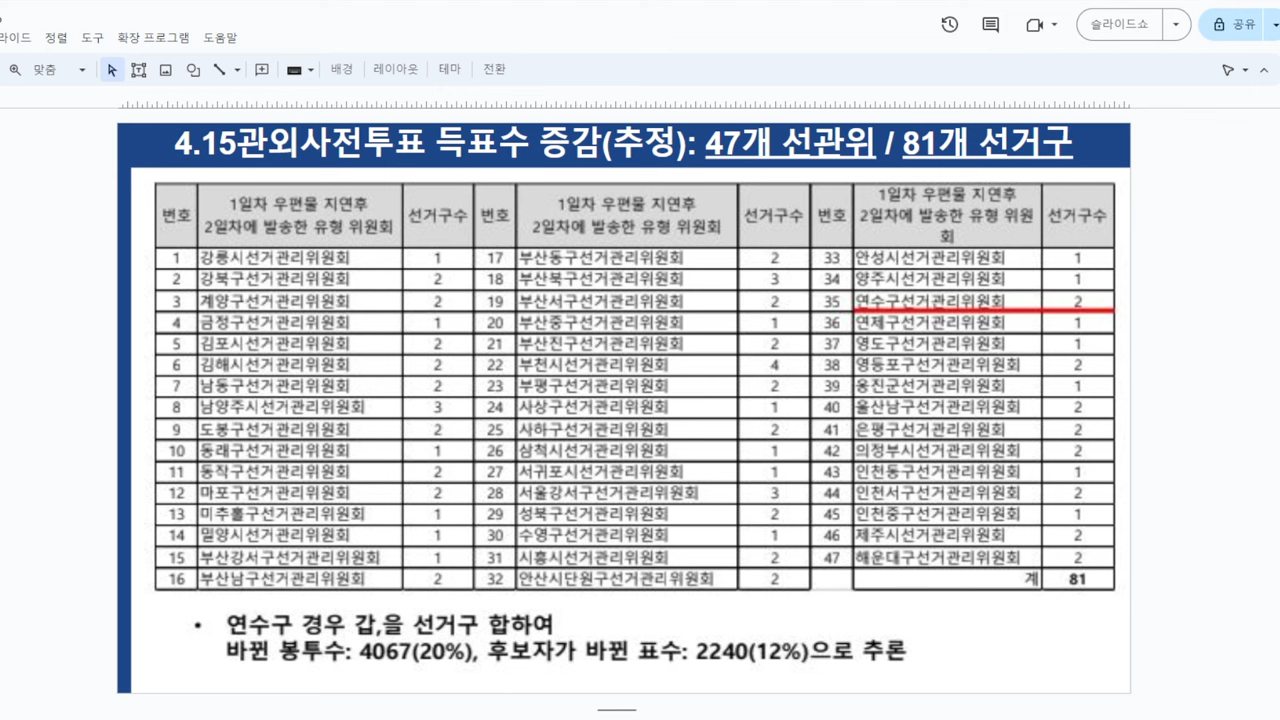 라이드 정렬 도구 확장 프로그램 도움말
슬라이드쇼 공유
맞춤 배경 레이아웃 테마 전환
4.15관외사전투표 득표수 증감(추정): 47개 선관위 / 81개 선거구
번호 1일차 우편물 지연후 2일차에 발송한 유형 위원회 선거구수 번호 1일차 우편물 지연후 2일차에 발송한 유형 위원회 선거구수 번호 1일차 우편물 지연후 2일차에 발송한 유형 위원회 선거구수
1 강릉시선거관리위원회 1 17 부산동구선거관리위원회 2 33 안성시선거관리위원회 1
2 강북구선거관리위원회 2 18 부산북구선거관리위원회 3 34 양주시선거관리위원회 1
3 계양구선거관리위원회 2 19 부산서구선거관리위원회 2 35 연수구선거관리위원회 2
4 금정구선거관리위원회 1 20 부산중구선거관리위원회 1 36 연제구선거관리위원회 1
5 김포시선거관리위원회 2 21 부산진구선거관리위원회 2 37 영도구선거관리위원회 1
6 김해시선거관리위원회 2 22 부천시선거관리위원회 4 38 영등포구선거관리위원회 2
7 남동구선거관리위원회 2 23 부평구선거관리위원회 2 39 옹진군선거관리위원회 1
8 남양주시선거관리위원회 3 24 사상구선거관리위원회 1 40 울산남구선거관리위원회 2
9 도봉구선거관리위원회 2 25 사하구선거관리위원회 2 41 은평구선거관리위원회 2
10 동래구선거관리위원회 1 26 삼척시선거관리위원회 1 42 의정부시선거관리위원회 2
11 동작구선거관리위원회 2 27 서귀포시선거관리위원회 1 43 인천동구선거관리위원회 1
12 마포구선거관리위원회 2 28 서울강서구선거관리위원회 3 44 인천서구선거관리위원회 2
13 미추홀구선거관리위원회 1 29 성북구선거관리위원회 2 45 인천중구선거관리위원회 1
14 밀양시선거관리위원회 1 30 수영구선거관리위원회 1 46 제주시선거관리위원회 2
15 부산강서구선거관리위원회 1 31 시흥시선거관리위원회 2 47 해운대구선거관리위원회 2
16 부산남구선거관리위원회 2 32 안산시단원구선거관리위원회 2 계 81
• 연수구 경우 갑,을 선거구 합하여
바뀐 봉투수: 4067(20%), 후보자가 바뀐 표수: 2240(12%)으로 추론